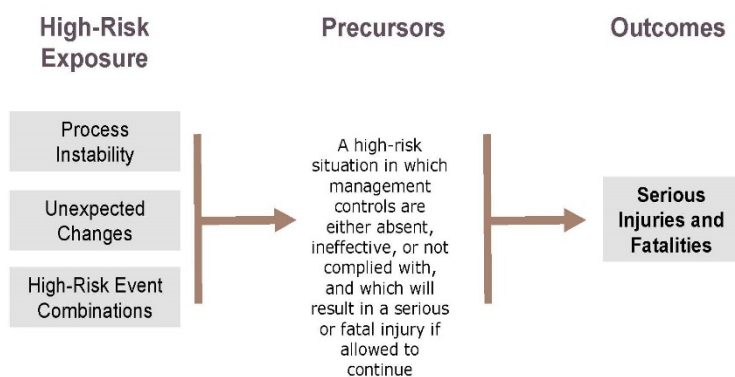 High-Risk
Exposure
Precursors
Outcomes
Process
Instability
Unexpected
Changes
High-Risk Event
Combinations
A high-risk
situation in which
management
controls are
either absent,
ineffective, or not
complied with,
and which will
result in a serious
or fatal injury if
allowed to
continue
Serious
Injuries and
Fatalities